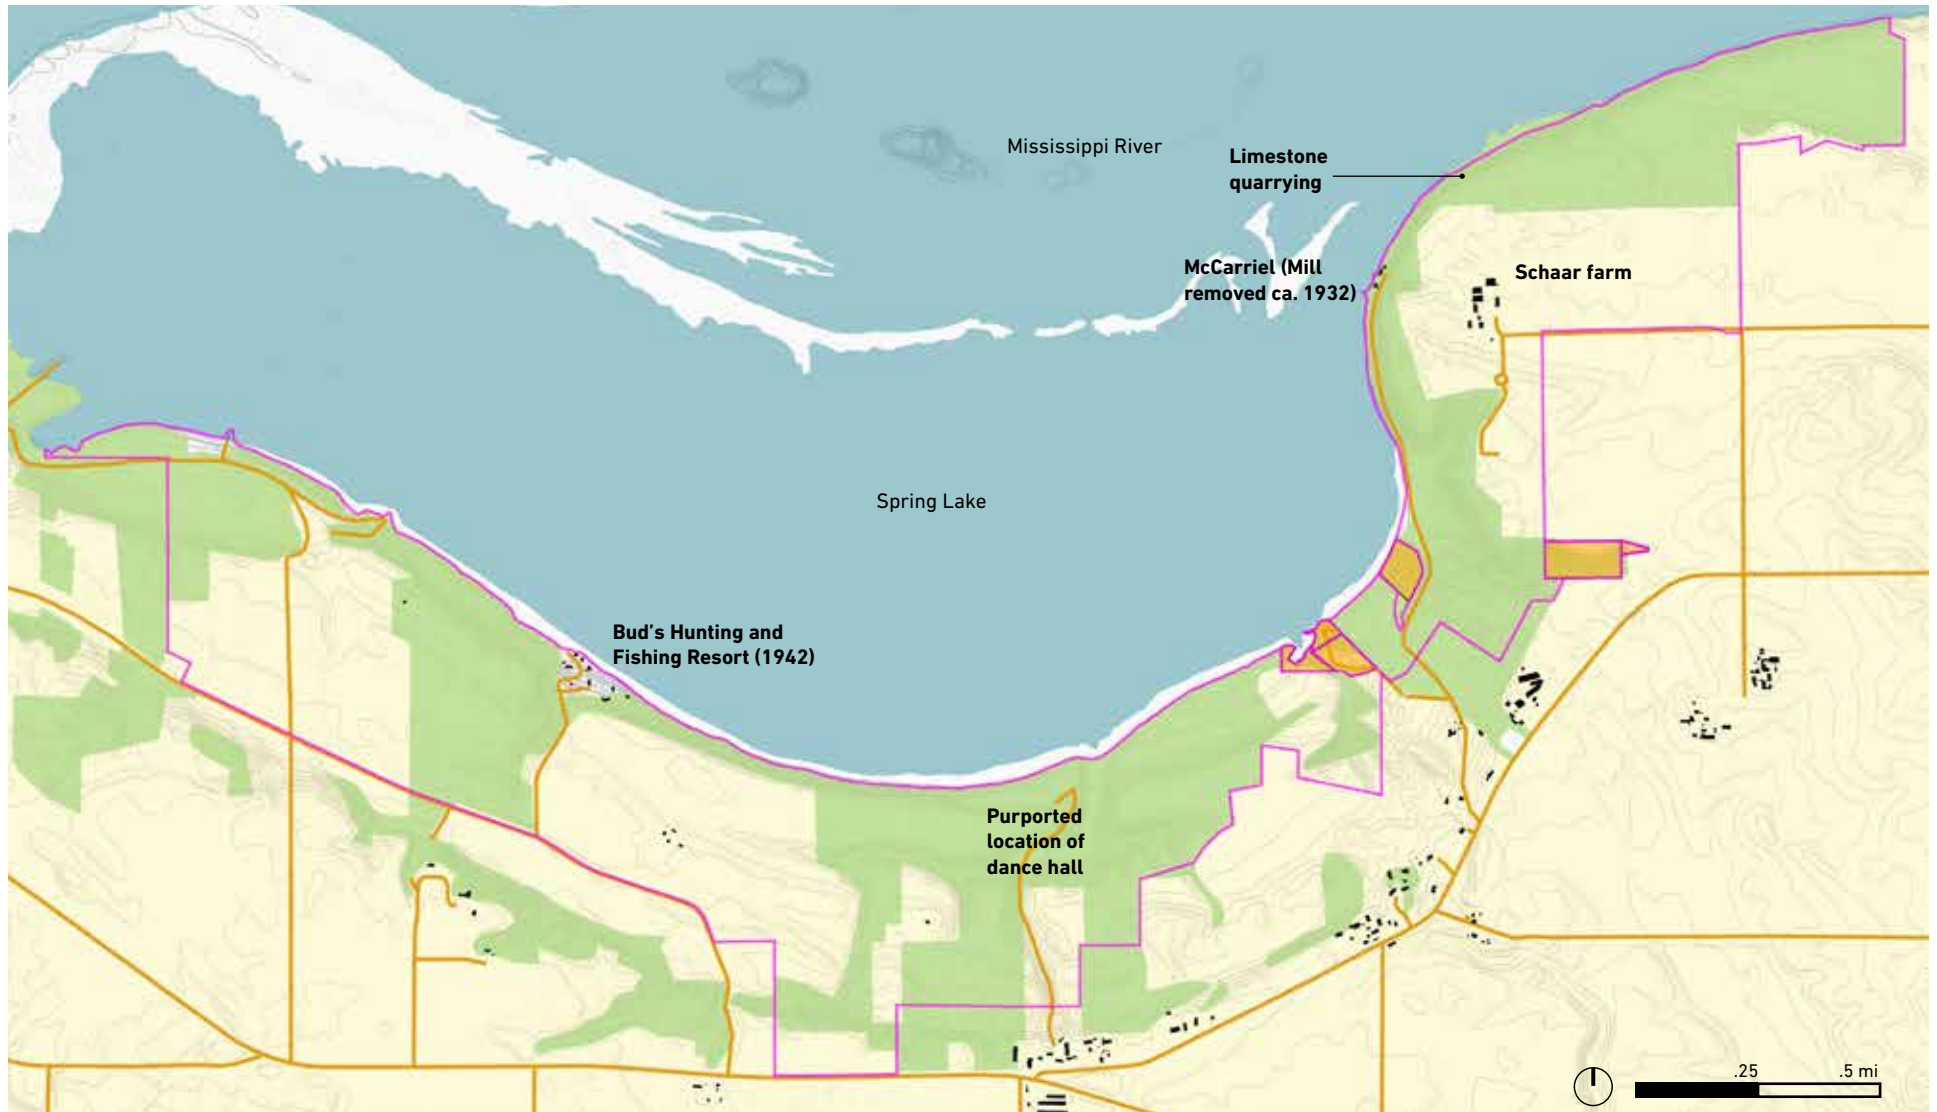 Mississippi River
Limestone
quarrying
McCarriel (Mill
removed ca. 1932)
Schaar farm
Spring Lake
Bud’s Hunting and
Fishing Resort (1942)
Purported
location of
dance hall
.25
.5 mi